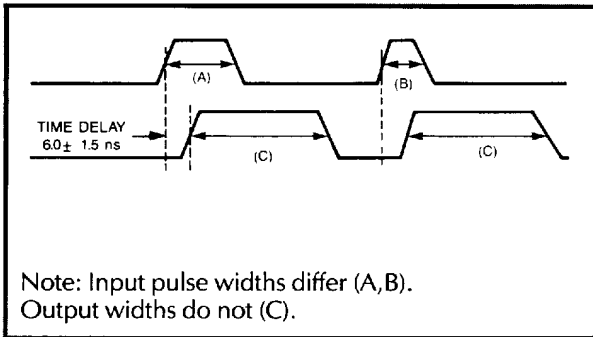 (A)
(B)
TIME DELAY
6.0± 1.5 ns
(C)
(C)
Note: Input pulse widths differ (A,B).
Output widths do not (C).